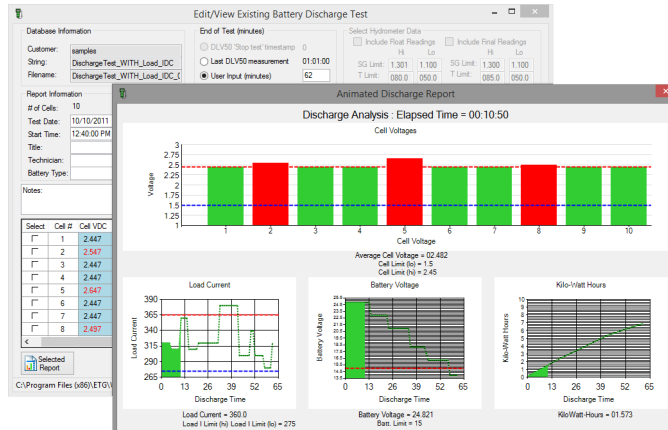 Edit/View Existing Battery Discharge Test
Database Information
Customer: samples
String: DischargeTest_WITH_Load_IDC
Filename: DischargeTest_WITH_Load_IDC_
End of Test (minutes)
DLV50 'Stop test' timestamp 0
Last DLV50 measurement 01:01:00
User Input (minutes) 62
Select Hydrometer Data
Include Float Readings Include Final Readings
Hi Lo Hi Lo
SG Limit: 1.301 1.100 SG Limit: 1.300 1.100
T Limit: 080.0 050.0 T Limit: 085.0 050.0
Report Information
# of Cells: 10
Test Date: 10/10/2011
Start Time: 12:40:00 PM
Title:
Technician:
Battery Type:
Notes:
Select Cell # Cell VDC
1 2.447
2 2.547
3 2.447
4 2.447
5 2.647
6 2.447
7 2.447
8 2.497
Selected
Report
C:\Program Files (x86)\ETG\
Animated Discharge Report
Discharge Analysis : Elapsed Time = 00:10:50
Cell Voltages
Voltage
3
2.75
2.5
2.25
2
1.75
1.5
1.25
1
1 2 3 4 5 6 7 8 9 10
Cell Voltage
Average Cell Voltage = 02.482
Cell Limit (lo) = 1.5
Cell Limit (hi) = 2.45
Load Current
Load Current
390
365
340
315
290
265
0 13 26 39 52 65
Discharge Time
Load Current = 360.0
Load I Limit (hi) Load I Limit (lo) = 275
Battery Voltage
Battery Voltage
0 13 26 39 52 65
Discharge Time
Battery Voltage = 24.821
Batt. Limit = 15
Kilo-Watt Hours
Kilo-Watt Hours
10
9
8
7
6
5
4
3
2
1
0
0 13 26 39 52 65
Discharge Time
KiloWatt-Hours = 01.573